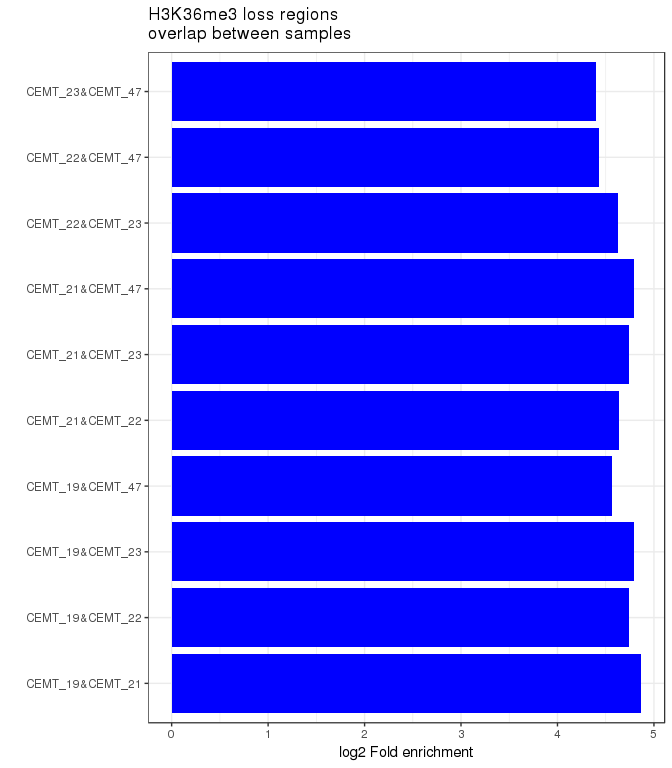 H3K36me3 loss regions
overlap between samples
CEMT_23&CEMT_47
CEMT_22&CEMT_47
CEMT_22&CEMT_23
CEMT_21&CEMT_47
CEMT_21&CEMT_23
CEMT_21&CEMT_22
CEMT_19&CEMT_47
CEMT_19&CEMT_23
CEMT_19&CEMT_22
CEMT_19&CEMT_21
0 1 2 3 4 5
log2 Fold enrichment